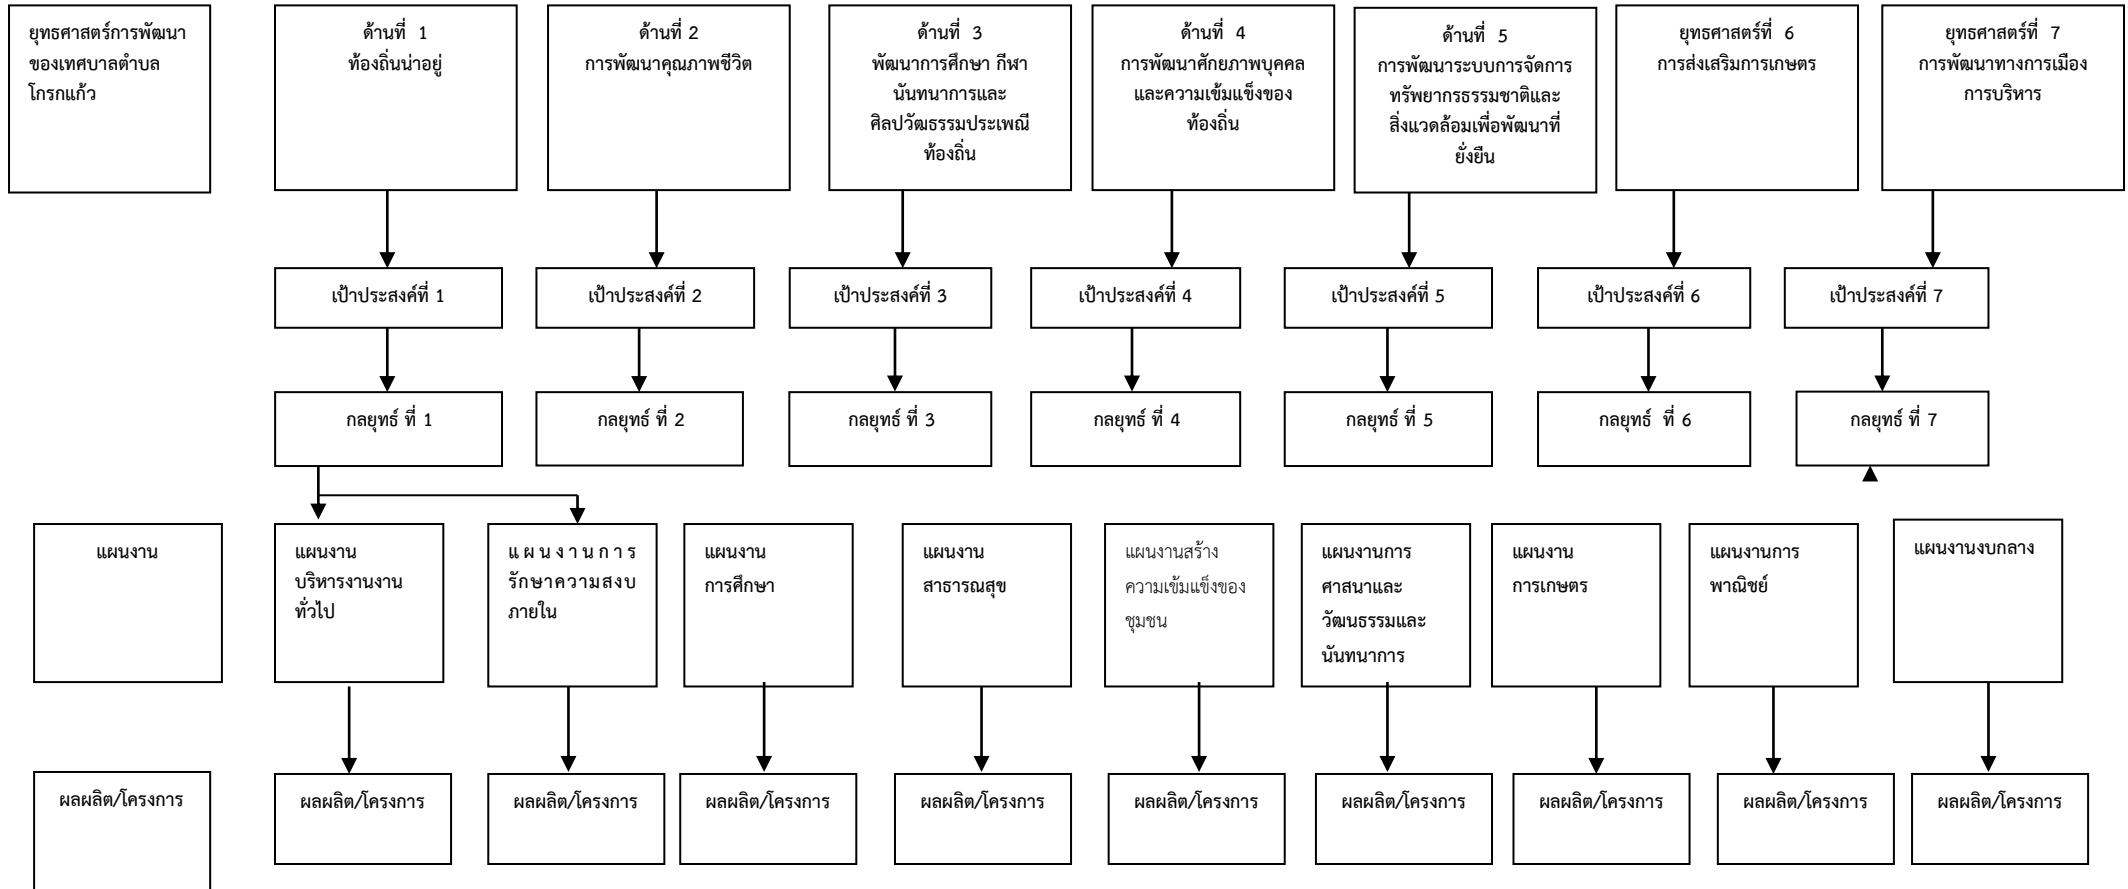 ยุทธศาสตร์การพัฒนา
ของเทศบาลตำบล
โกรกแก้ว
ด้านที่ 1
ท้องถิ่นน่าอยู่
ด้านที่ 2
การพัฒนาคุณภาพชีวิต
ด้านที่ 3
พัฒนาการศึกษา กีฬา
นันทนาการและ
ศิลปวัฒธรรมประเพณี
ท้องถิ่น
ด้านที่ 4
การพัฒนาศักยภาพบุคคล
และความเข้มแข็งของ
ท้องถิ่น
ด้านที่ 5
การพัฒนาระบบการจัดการ
ทรัพยากรธรรมชาติและ
สิ่งแวดล้อมเพื่อพัฒนาที่
ยั่งยืน
ยุทธศาสตร์ที่ 6
การส่งเสริมการเกษตร
ยุทธศาสตร์ที่ 7
การพัฒนาทางการเมือง
การบริหาร
เป้าประสงค์ที่ 1
เป้าประสงค์ที่ 2
เป้าประสงค์ที่ 3
เป้าประสงค์ที่ 4
เป้าประสงค์ที่ 5
เป้าประสงค์ที่ 6
เป้าประสงค์ที่ 7
กลยุทธ์ ที่ 1
กลยุทธ์ ที่ 2
กลยุทธ์ ที่ 3
กลยุทธ์ ที่ 4
กลยุทธ์ ที่ 5
กลยุทธ์ ที่ 6
กลยุทธ์ ที่ 7
แผนงาน
แผนงาน
บริหารงานงาน
ทั่วไป
แผนงานการ
รักษาความสงบ
ภายใน
แผนงาน
การศึกษา
แผนงาน
สาธารณสุข
แผนงานสร้าง
ความเข้มแข็งของ
ชุมชน
แผนงานการ
ศาสนาและ
วัฒนธรรมและ
นันทนาการ
แผนงาน
การเกษตร
แผนงานการ
พาณิชย์
แผนงานงบกลาง
ผลผลิต/โครงการ
ผลผลิต/โครงการ
ผลผลิต/โครงการ
ผลผลิต/โครงการ
ผลผลิต/โครงการ
ผลผลิต/โครงการ
ผลผลิต/โครงการ
ผลผลิต/โครงการ
ผลผลิต/โครงการ
ผลผลิต/โครงการ